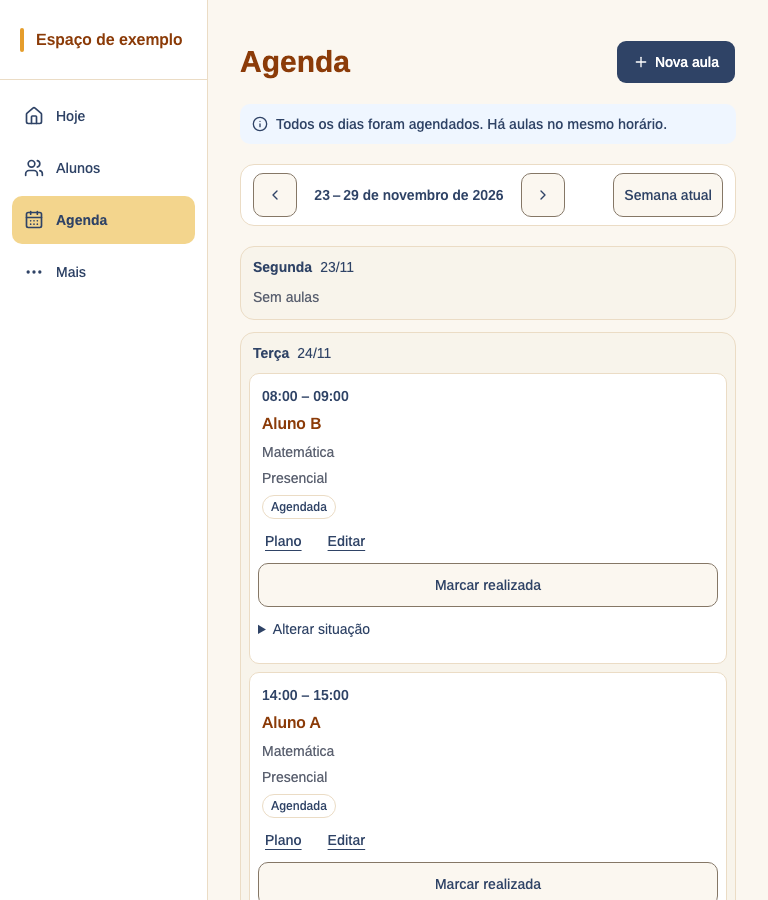 Espaço de exemplo
Hoje
Alunos
Agenda
Mais
Agenda
Nova aula
Todos os dias foram agendados. Há aulas no mesmo horário.
23 – 29 de novembro de 2026
Semana atual
Segunda 23/11
Sem aulas
Terça 24/11
08:00 – 09:00
Aluno B
Matemática
Presencial
Agendada
Plano Editar
Marcar realizada
Alterar situação
14:00 – 15:00
Aluno A
Matemática
Presencial
Agendada
Plano Editar
Marcar realizada